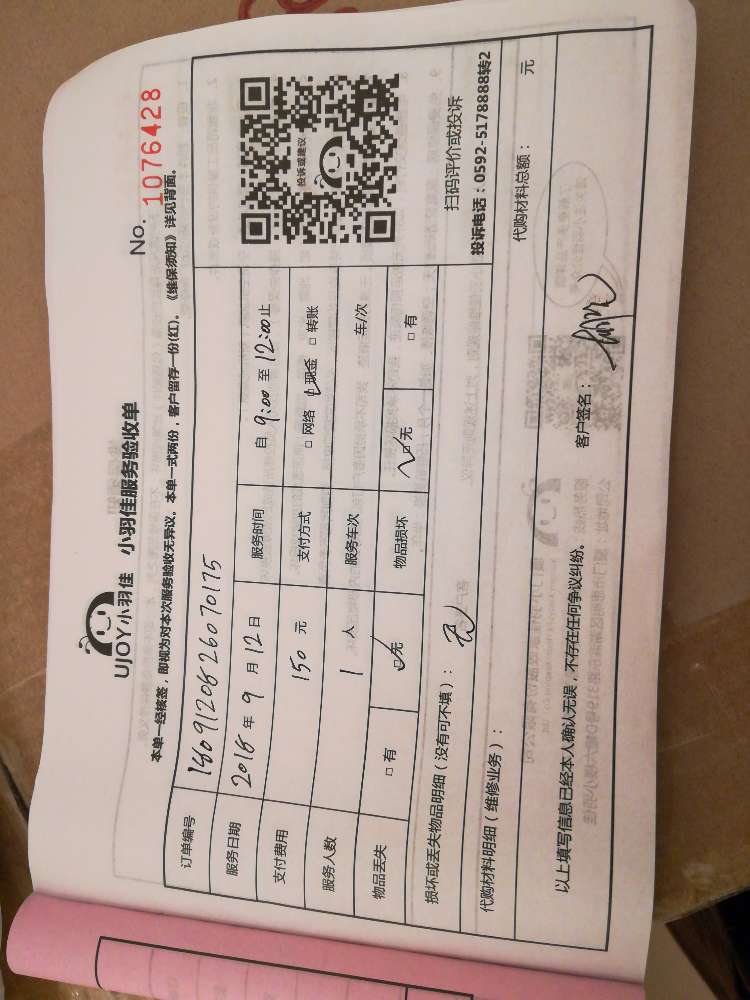 UJOY小羽佳 小羽佳服务验收单
No. 1076428
本单一经核签，即视为对本次服务验收无异议。本单一式两份，客户留存一份(红)。《维保须知》详见背面。
订单编号 1809120826070175
服务日期 2018 年 9 月 12 日 服务时间 自 9:00 至 12:00 止
支付费用 150 元 支付方式 □ 网络 □ 现金 □ 转账
服务人数 1 人 服务车次 车/次
物品丢失 □ 有 □ 无 物品损坏 □ 无 □ 有
投诉或建议
扫码评价或投诉
投诉电话：0592-5178888转2
损坏或丢失物品明细（没有可不填）： 无
代购材料明细（维修业务）： 代购材料总额： 元
以上填写信息已经本人确认无误，不存在任何争议纠纷。 客户签名：